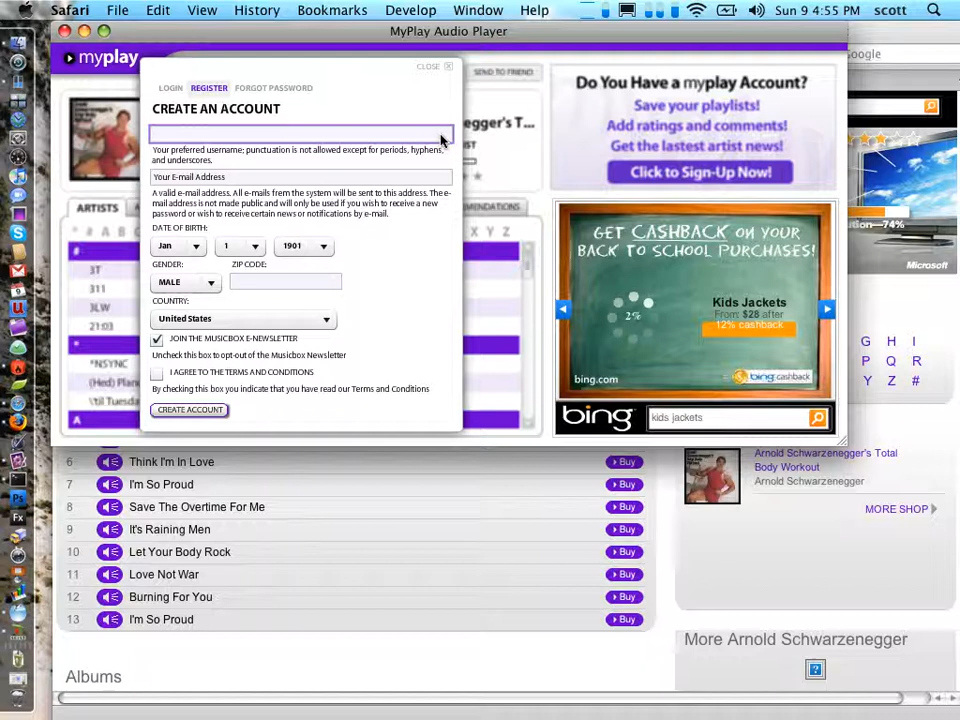 Safari File Edit View History Bookmarks Develop Window Help Sun 9 4:55 PM scott
MyPlay Audio Player
myplay
CLOSE
SEND TO FRIEND
LOGIN REGISTER FORGOT PASSWORD
CREATE AN ACCOUNT
Your preferred username; punctuation is not allowed except for periods, hyphens,
and underscores.
Your E-mail Address
A valid e-mail address. All e-mails from the system will be sent to this address. The e-
mail address is not made public and will only be used if you wish to receive a new
password or wish to receive certain news or notifications by e-mail.
DATE OF BIRTH:
Jan 1 1901
GENDER: ZIP CODE:
MALE
COUNTRY:
United States
JOIN THE MUSICBOX E-NEWSLETTER
Uncheck this box to opt-out of the Musicbox Newsletter
I AGREE TO THE TERMS AND CONDITIONS
By checking this box you indicate that you have read our Terms and Conditions
CREATE ACCOUNT
egger's T...
ARTISTS
# A B C D
X Y Z
#
3T
311
3LW
21:03
*
*NSYNC
(Hed) Plan
'til Tuesda
A
Do You Have a myplay Account?
Save your playlists!
Add ratings and comments!
Get the lastest artist news!
Click to Sign-Up Now!
GET CASHBACK ON YOUR
BACK TO SCHOOL PURCHASES!
2%
Kids Jackets
From: $28 after
12% cashback
bing.com
bing cashback
bing
kids jackets
Google
ution—74%
Microsoft
G H I
P Q R
Y Z #
6 Think I'm In Love Buy
7 I'm So Proud Buy
8 Save The Overtime For Me Buy
9 It's Raining Men Buy
10 Let Your Body Rock Buy
11 Love Not War Buy
12 Burning For You Buy
13 I'm So Proud Buy
Albums
Arnold Schwarzenegger's Total
Body Workout
Arnold Schwarzenegger
MORE SHOP
More Arnold Schwarzenegger